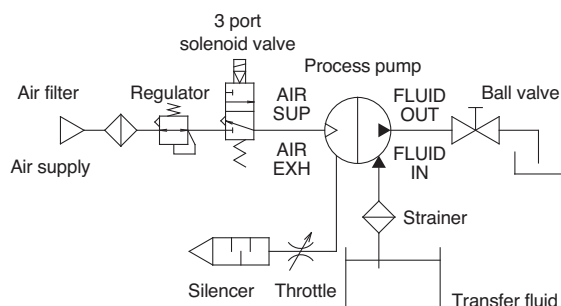 3 port
solenoid valve
Process pump
Air filter
Regulator
AIR
SUP
FLUID
OUT
Ball valve
Air supply
AIR
EXH
FLUID
IN
Strainer
Silencer
Throttle
Transfer fluid